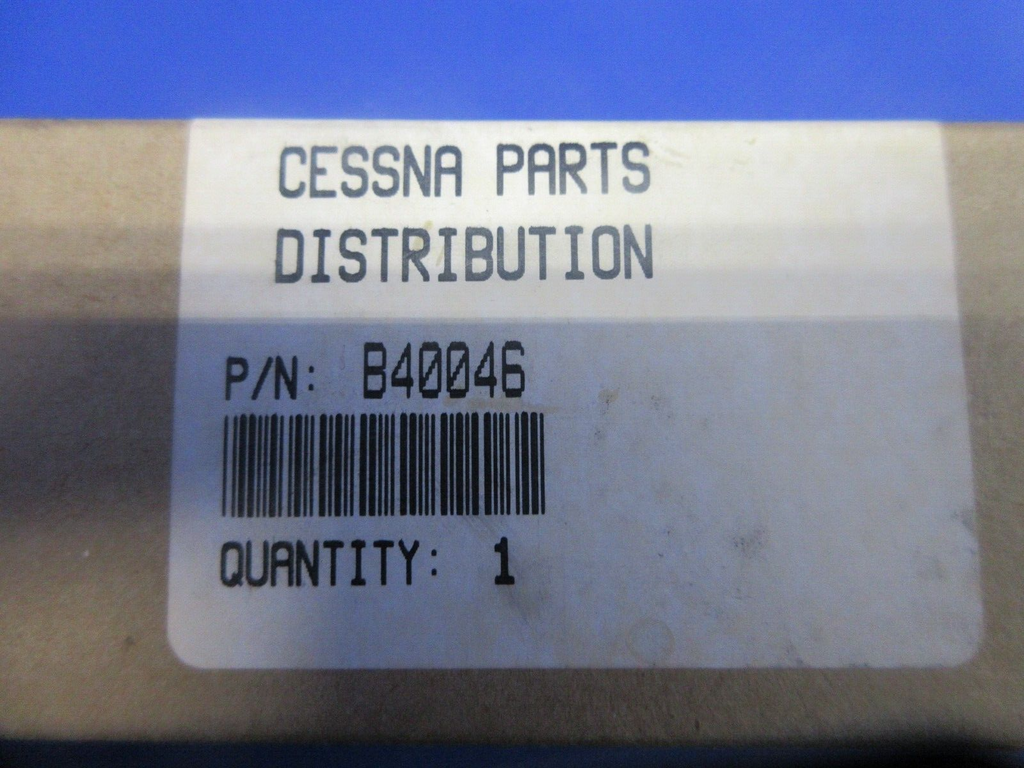 CESSNA PARTS
DISTRIBUTION
P/N: B40046
QUANTITY: 1